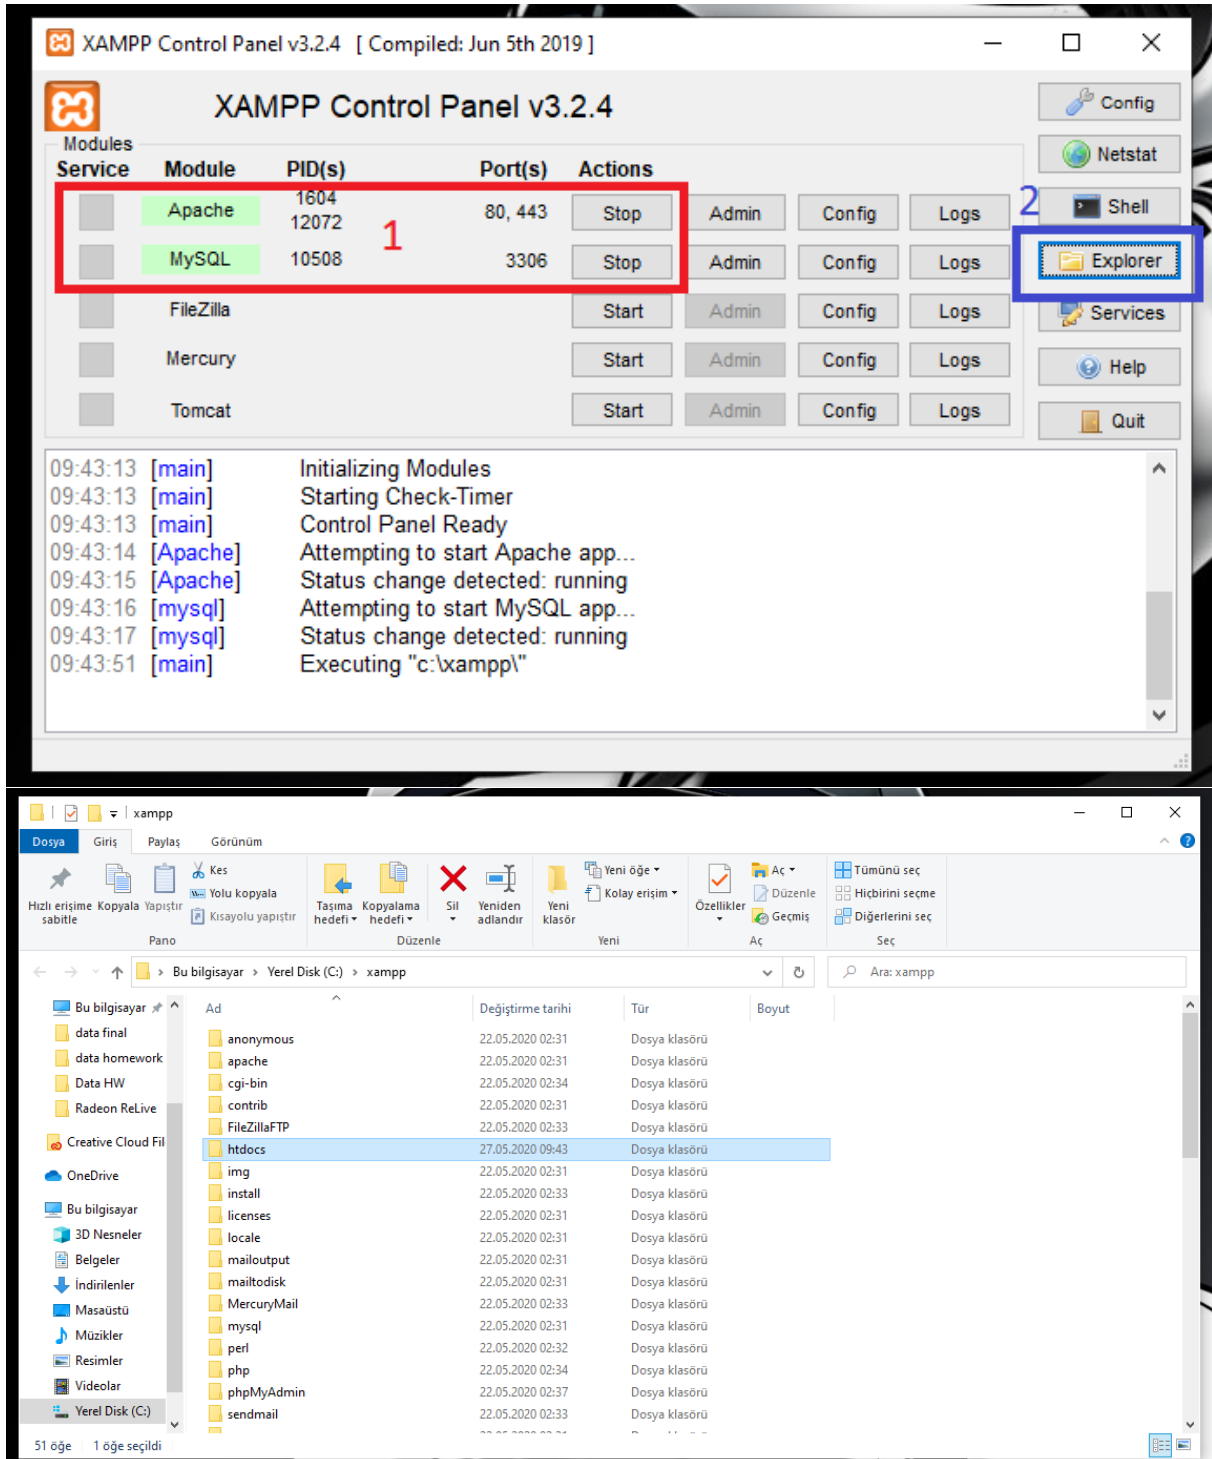 XAMPP Control Panel v3.2.4 [ Compiled: Jun 5th 2019 ]
XAMPP Control Panel v3.2.4
Config
Modules
Netstat
Service Module PID(s) Port(s) Actions
2
Shell
Apache 1604 12072 80, 443 Stop Admin Config Logs
1
MySQL 10508 3306 Stop Admin Config Logs
Explorer
FileZilla Start Admin Config Logs
Services
Mercury Start Admin Config Logs
Help
Tomcat Start Admin Config Logs
Quit
09:43:13 [main] Initializing Modules
09:43:13 [main] Starting Check-Timer
09:43:13 [main] Control Panel Ready
09:43:14 [Apache] Attempting to start Apache app...
09:43:15 [Apache] Status change detected: running
09:43:16 [mysql] Attempting to start MySQL app...
09:43:17 [mysql] Status change detected: running
09:43:51 [main] Executing "c:\xampp\"
xampp
Dosya Giriş Paylaş Görünüm
Hızlı erişime sabitle
Kopyala
Yapıştır
Kes
Yolu kopyala
Kısayolu yapıştır
Taşıma hedefi
Kopyalama hedefi
Sil
Yeniden adlandır
Yeni klasör
Yeni öğe
Kolay erişim
Özellikler
Aç
Düzenle
Geçmiş
Tümünü seç
Hiçbirini seçme
Diğerlerini seç
Pano Düzenle Yeni Aç Seç
Bu bilgisayar > Yerel Disk (C:) > xampp
Ara: xampp
Bu bilgisayar
data final
data homework
Data HW
Radeon ReLive
Creative Cloud Fil
OneDrive
Bu bilgisayar
3D Nesneler
Belgeler
İndirilenler
Masaüstü
Müzikler
Resimler
Videolar
Yerel Disk (C:)
Ad Değiştirme tarihi Tür Boyut
anonymous 22.05.2020 02:31 Dosya klasörü
apache 22.05.2020 02:31 Dosya klasörü
cgi-bin 22.05.2020 02:34 Dosya klasörü
contrib 22.05.2020 02:31 Dosya klasörü
FileZillaFTP 22.05.2020 02:33 Dosya klasörü
htdocs 27.05.2020 09:43 Dosya klasörü
img 22.05.2020 02:31 Dosya klasörü
install 22.05.2020 02:33 Dosya klasörü
licenses 22.05.2020 02:31 Dosya klasörü
locale 22.05.2020 02:31 Dosya klasörü
mailoutput 22.05.2020 02:31 Dosya klasörü
mailtodisk 22.05.2020 02:31 Dosya klasörü
MercuryMail 22.05.2020 02:33 Dosya klasörü
mysql 22.05.2020 02:31 Dosya klasörü
perl 22.05.2020 02:32 Dosya klasörü
php 22.05.2020 02:34 Dosya klasörü
phpMyAdmin 22.05.2020 02:37 Dosya klasörü
sendmail 22.05.2020 02:33 Dosya klasörü
51 öğe 1 öğe seçildi